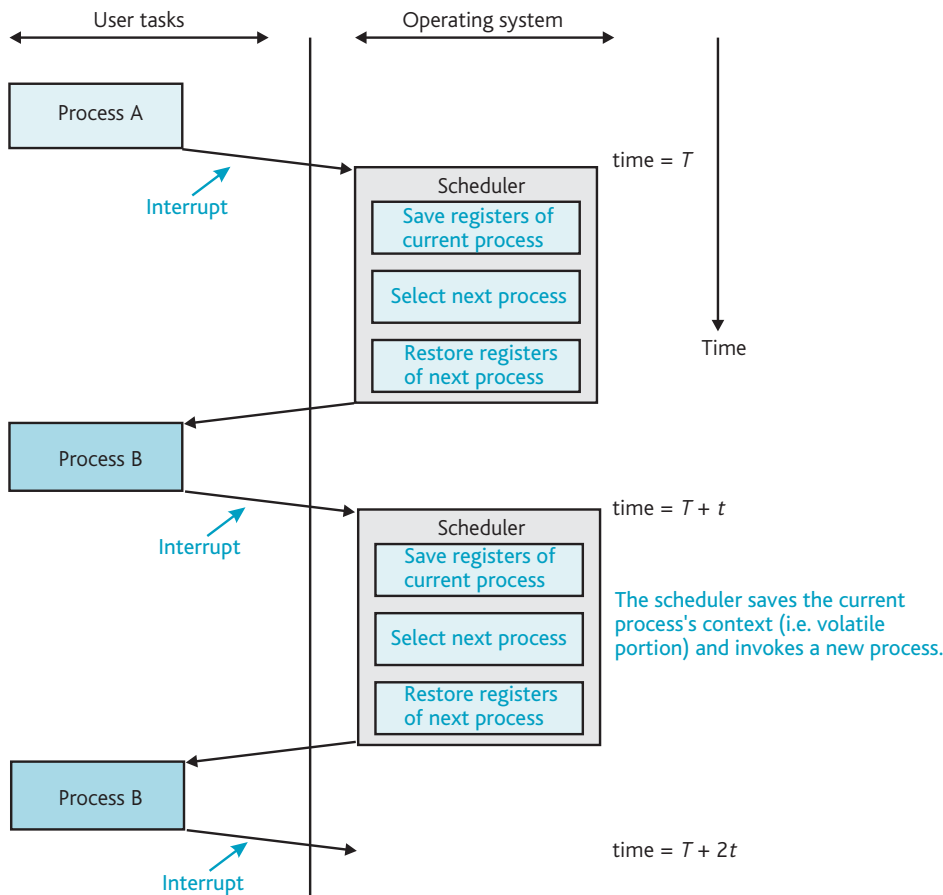 User tasks
Operating system
Process A
time = T
Interrupt
Scheduler
Save registers of
current process
Select next process
Restore registers
of next process
Time
Process B
time = T + t
Interrupt
Scheduler
Save registers of
current process
The scheduler saves the current
process's context (i.e. volatile
portion) and invokes a new process.
Select next process
Restore registers
of next process
Process B
time = T + 2t
Interrupt